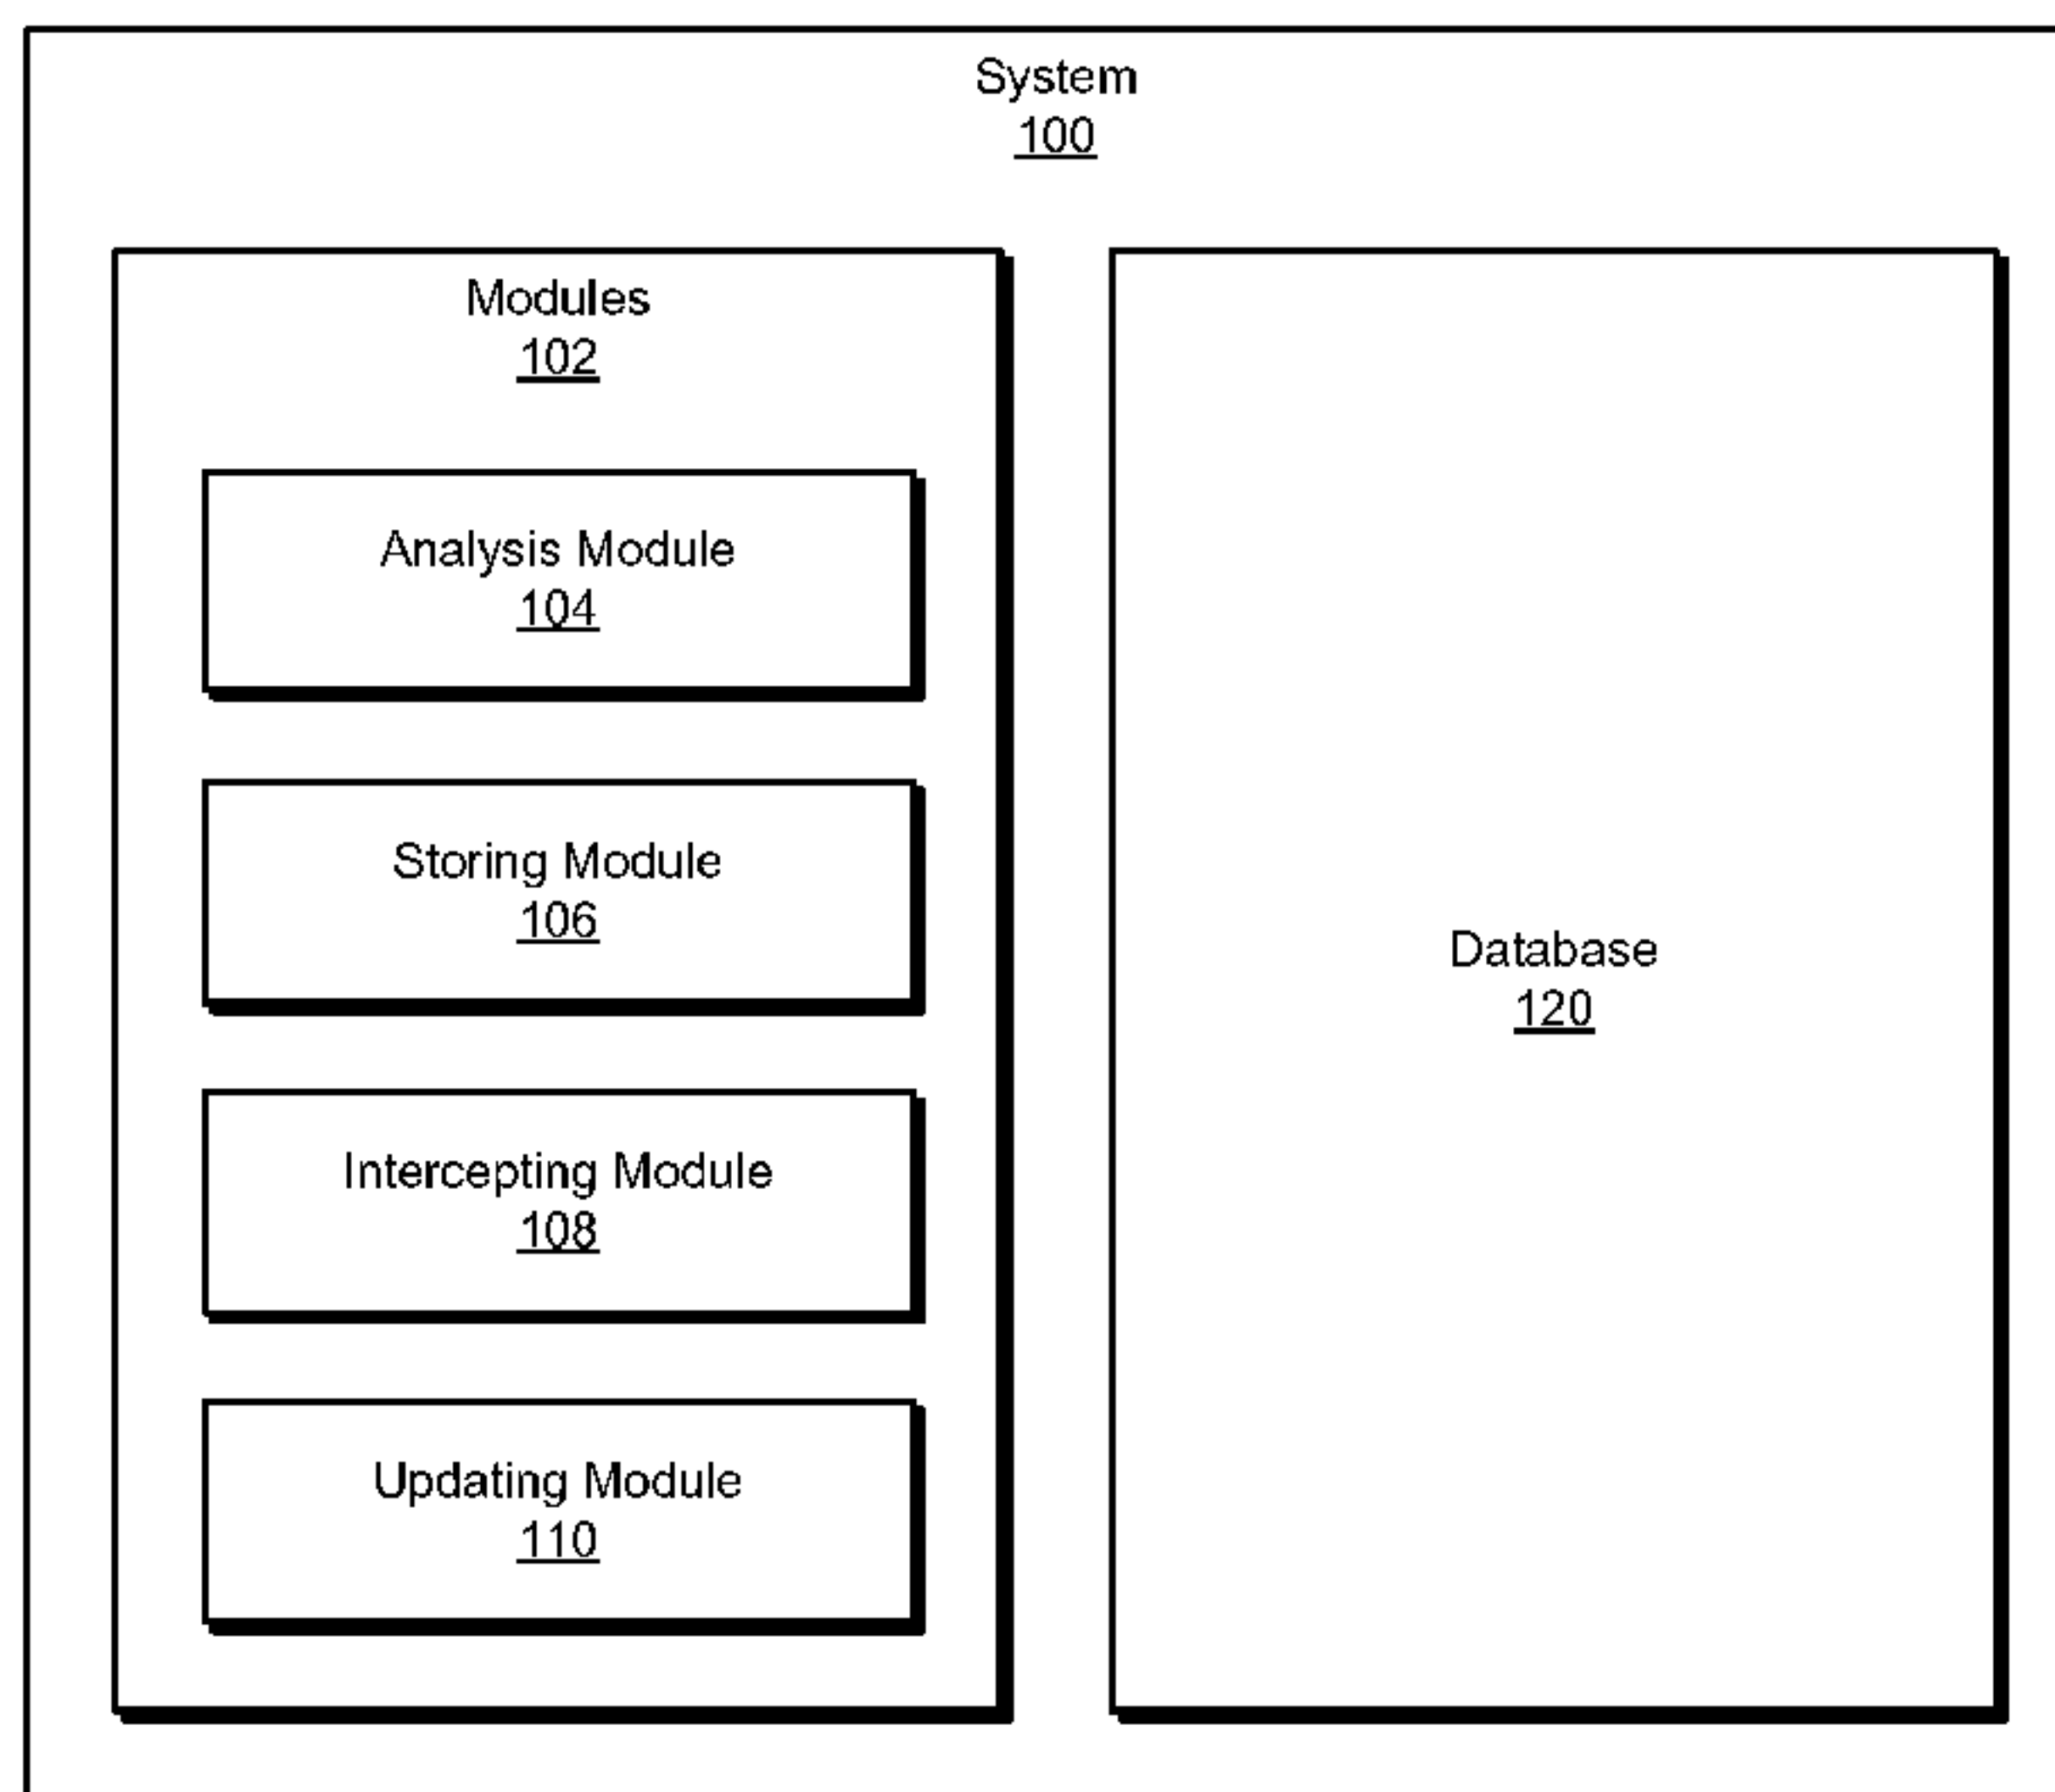 System
100
Modules
102
Analysis Module
104
Storing Module
106
Intercepting Module
108
Updating Module
110
Database
120